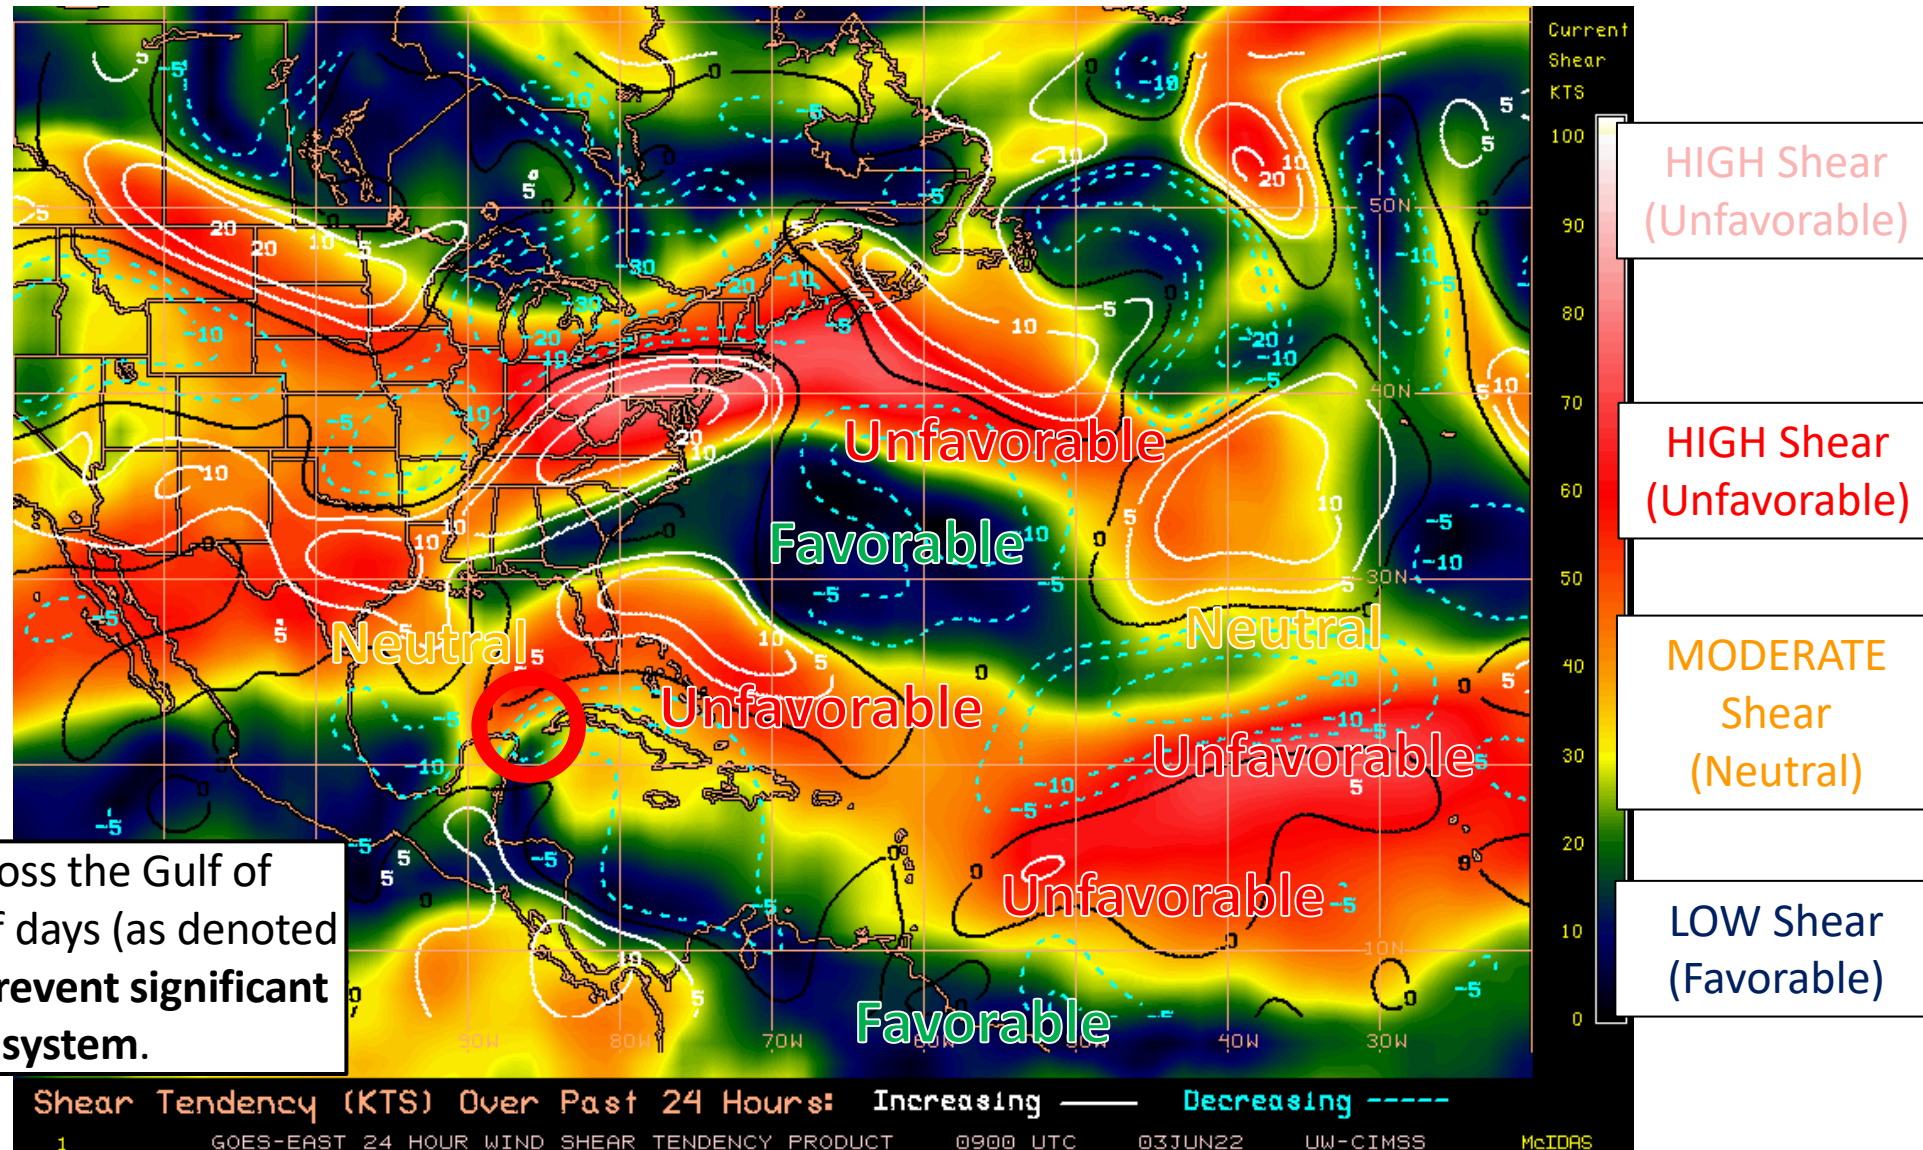 Current
Shear
KTS
100
90
80
70
60
50
40
30
20
10
0
HIGH Shear
(Unfavorable)
HIGH Shear
(Unfavorable)
MODERATE
Shear
(Neutral)
LOW Shear
(Favorable)
50N
40N
30N
10N
90W
80W
70W
60W
40W
30W
Unfavorable
Favorable
Neutral
Neutral
Unfavorable
Unfavorable
Unfavorable
Favorable
oss the Gulf of
f days (as denoted
revent significant
system.
Shear Tendency (KTS) Over Past 24 Hours: Increasing Decreasing
1 GOES-EAST 24 HOUR WIND SHEAR TENDENCY PRODUCT 0900 UTC 03JUN22 UW-CIMSS McIDAS